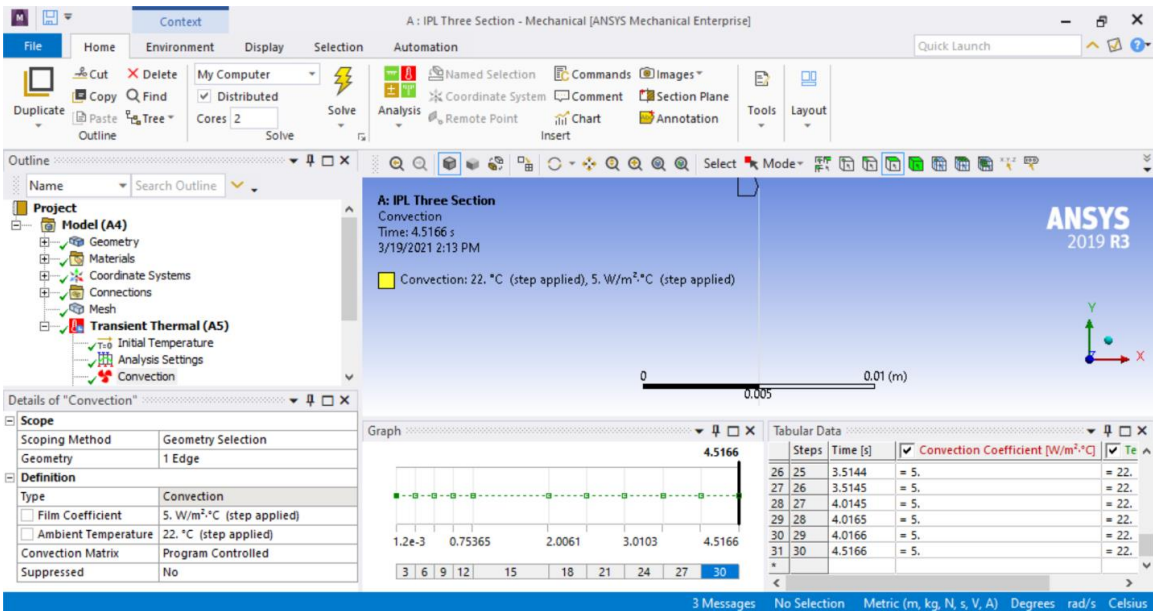 M
Context
A : IPL Three Section - Mechanical [ANSYS Mechanical Enterprise]
File Home Environment Display Selection Automation
Quick Launch
Duplicate
Cut
Copy
Paste
Delete
Find
Tree
Outline
My Computer
Distributed
Cores 2
Solve
Solve
Analysis
Named Selection
Coordinate System
Remote Point
Commands
Comment
Chart
Images
Section Plane
Annotation
Insert
Tools
Layout
Outline
Name Search Outline
Select Mode
Project
Model (A4)
Geometry
Materials
Coordinate Systems
Connections
Mesh
Transient Thermal (A5)
T=0 Initial Temperature
Analysis Settings
Convection
A: IPL Three Section
Convection
Time: 4.5166 s
3/19/2021 2:13 PM
Convection: 22. °C (step applied), 5. W/m²·°C (step applied)
ANSYS
2019 R3
Y
X
0 0.01 (m)
0.005
Details of "Convection"
Scope
Scoping Method Geometry Selection
Geometry 1 Edge
Definition
Type Convection
Film Coefficient 5. W/m²·°C (step applied)
Ambient Temperature 22. °C (step applied)
Convection Matrix Program Controlled
Suppressed No
Graph
4.5166
1.2e-3 0.75365 2.0061 3.0103 4.5166
3 6 9 12 15 18 21 24 27 30
Tabular Data
Steps Time [s] Convection Coefficient [W/m²·°C] Te
26 25 3.5144 = 5. = 22.
27 26 3.5145 = 5. = 22.
28 27 4.0145 = 5. = 22.
29 28 4.0165 = 5. = 22.
30 29 4.0166 = 5. = 22.
31 30 4.5166 = 5. = 22.
*
3 Messages No Selection Metric (m, kg, N, s, V, A) Degrees rad/s Celsius